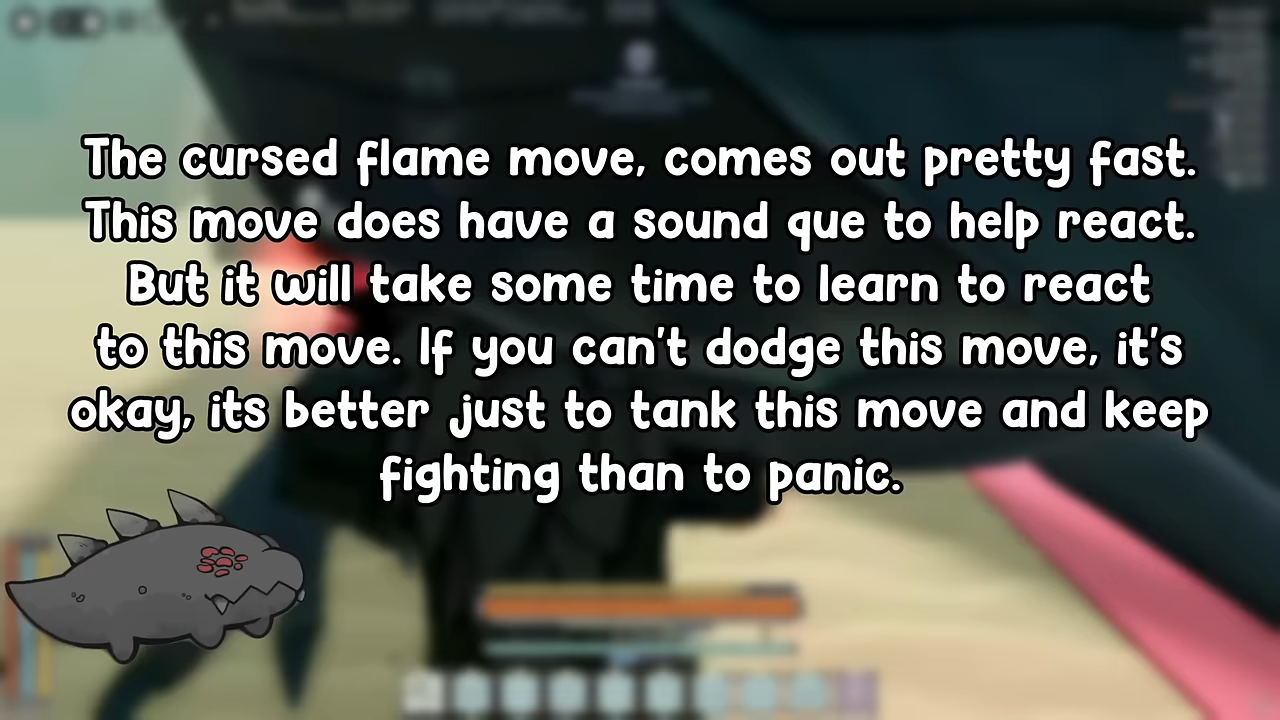 The cursed flame move, comes out pretty fast.
This move does have a sound que to help react.
But it will take some time to learn to react
to this move. If you can't dodge this move, it's
okay, its better just to tank this move and keep
fighting than to panic.